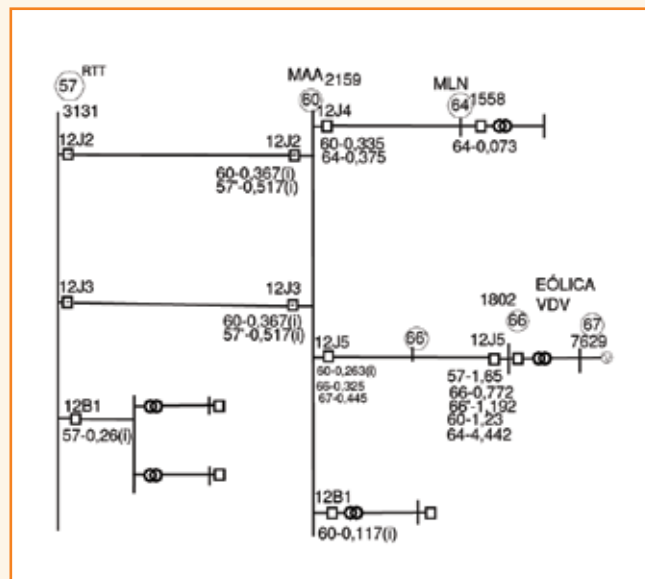 57
RTT
3131
12J2
12J2
60-0,367(i)
57'-0,517(i)
MAA
2159
60
12J4
60-0,335
64-0,375
MLN
64
1558
64-0,073
12J3
12J3
60-0,367(i)
57'-0,517(i)
12J5
60-0,263(i)
66-0,325
67-0,445
66'
1802
66
EÓLICA
VDV
67
7629
12J5
57-1,65
66-0,772
66'-1,192
60-1,23
64-4,442
12B1
57-0,26(i)
12B1
60-0,117(i)